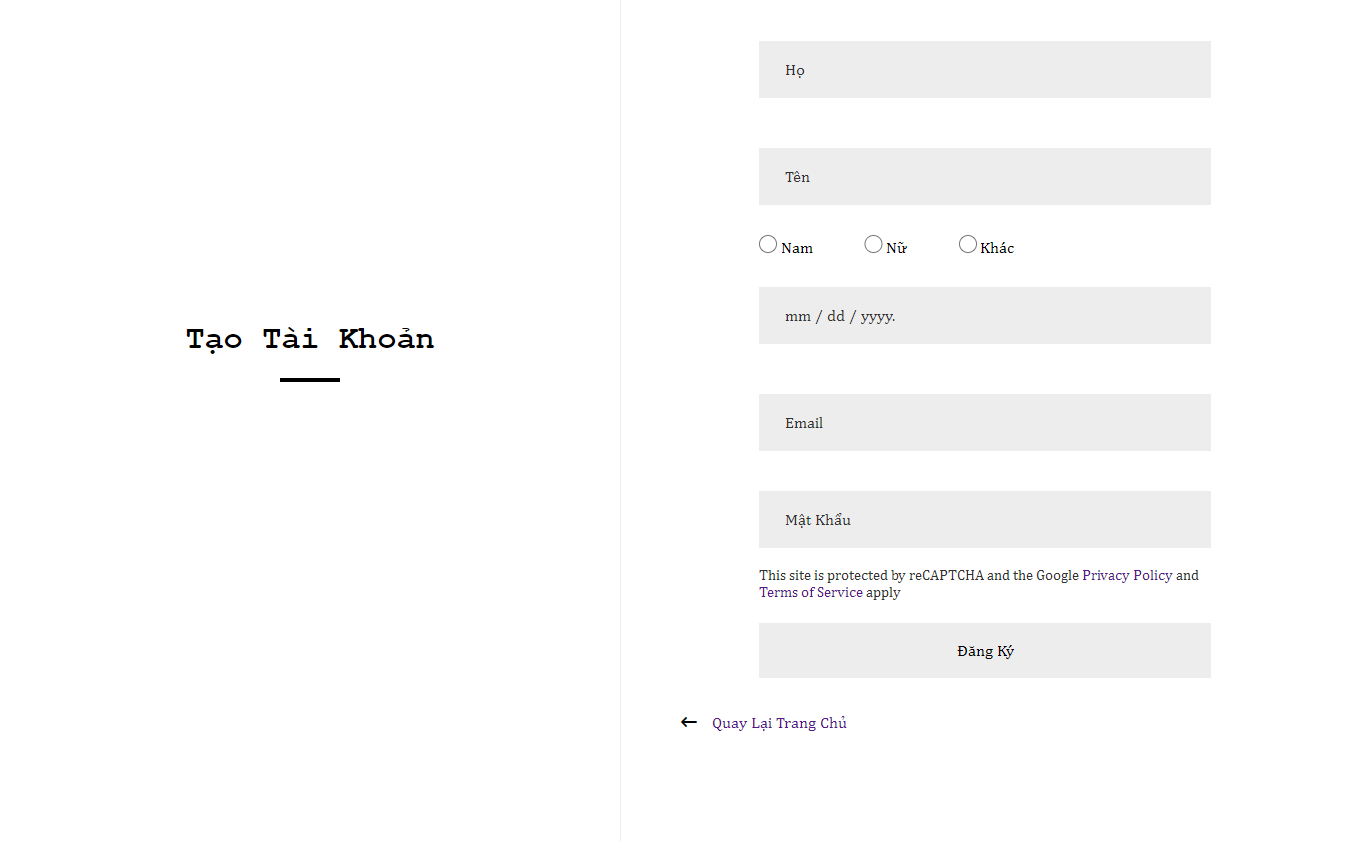 Tạo Tài Khoản
Họ
Tên
Nam Nữ Khác
mm / dd / yyyy.
Email
Mật Khẩu
This site is protected by reCAPTCHA and the Google Privacy Policy and
Terms of Service apply
Đăng Ký
← Quay Lại Trang Chủ